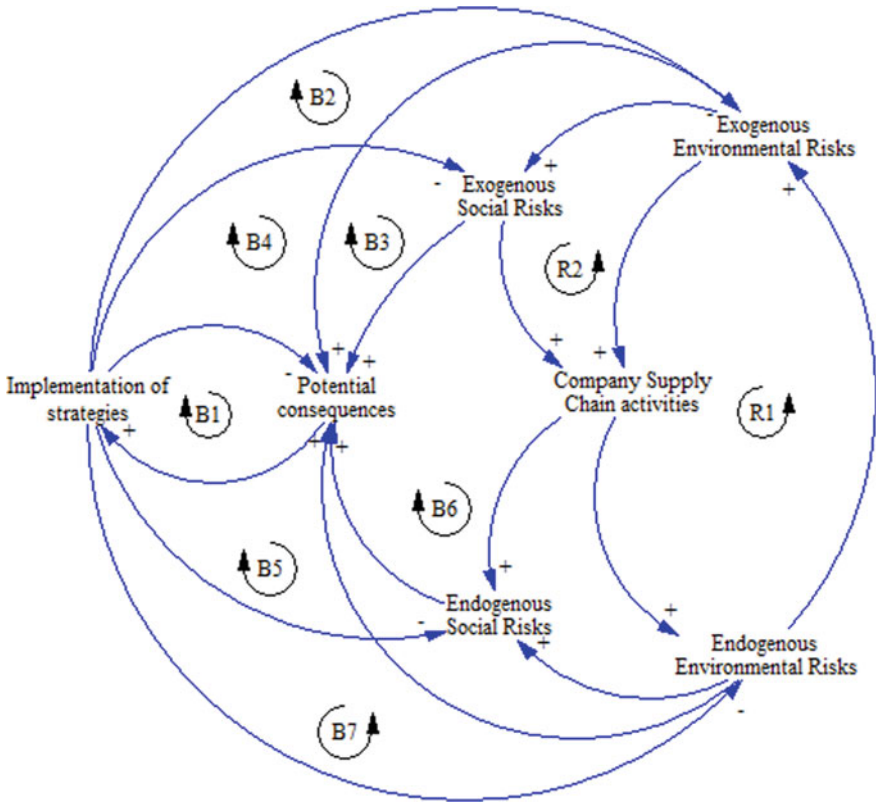 B2
-
Exogenous
Environmental Risks
+
-
+
Exogenous
Social Risks
B4
B3
R2
+
+
+
+
-
Implementation of
strategies
Potential
consequences
Company Supply
Chain activities
B1
R1
+
+
+
B6
B5
+
+
Endogenous
Social Risks
-
+
Endogenous
Environmental Risks
-
B7